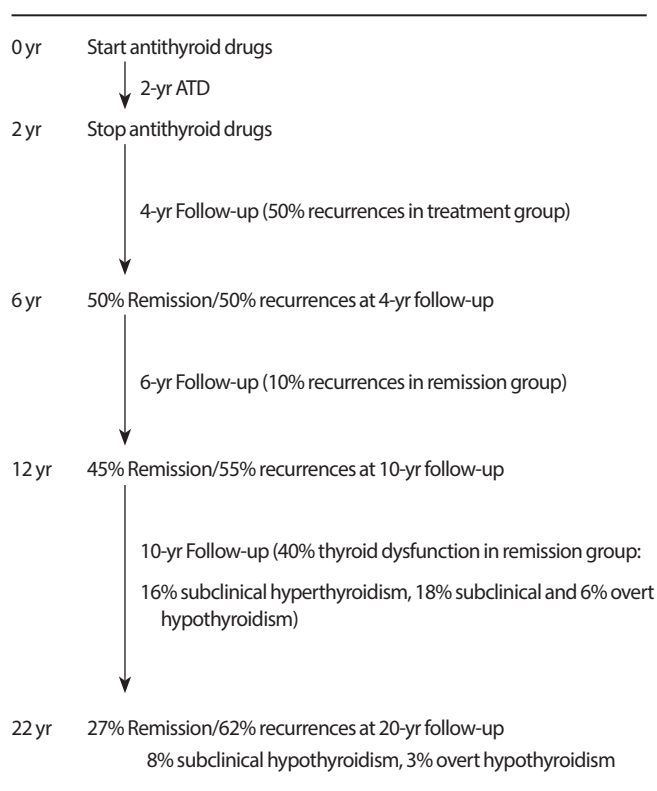 0 yr Start antithyroid drugs
2-yr ATD
2 yr Stop antithyroid drugs
4-yr Follow-up (50% recurrences in treatment group)
6 yr 50% Remission/50% recurrences at 4-yr follow-up
6-yr Follow-up (10% recurrences in remission group)
12 yr 45% Remission/55% recurrences at 10-yr follow-up
10-yr Follow-up (40% thyroid dysfunction in remission group:
16% subclinical hyperthyroidism, 18% subclinical and 6% overt
hypothyroidism)
22 yr 27% Remission/62% recurrences at 20-yr follow-up
8% subclinical hypothyroidism, 3% overt hypothyroidism